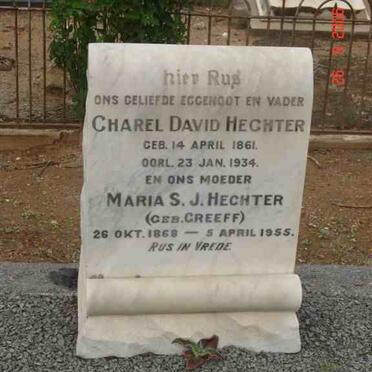 hier Rus
ONS GELIEFDE EGGENOOT EN VADER
CHAREL DAVID HECHTER
GEB. 14 APRIL 1861.
OORL. 23 JAN. 1934.
EN ONS MOEDER
MARIA S. J. HECHTER
(GEB. GREEFF)
26 OKT. 1868 — 5 APRIL 1955.
RUS IN VREDE.